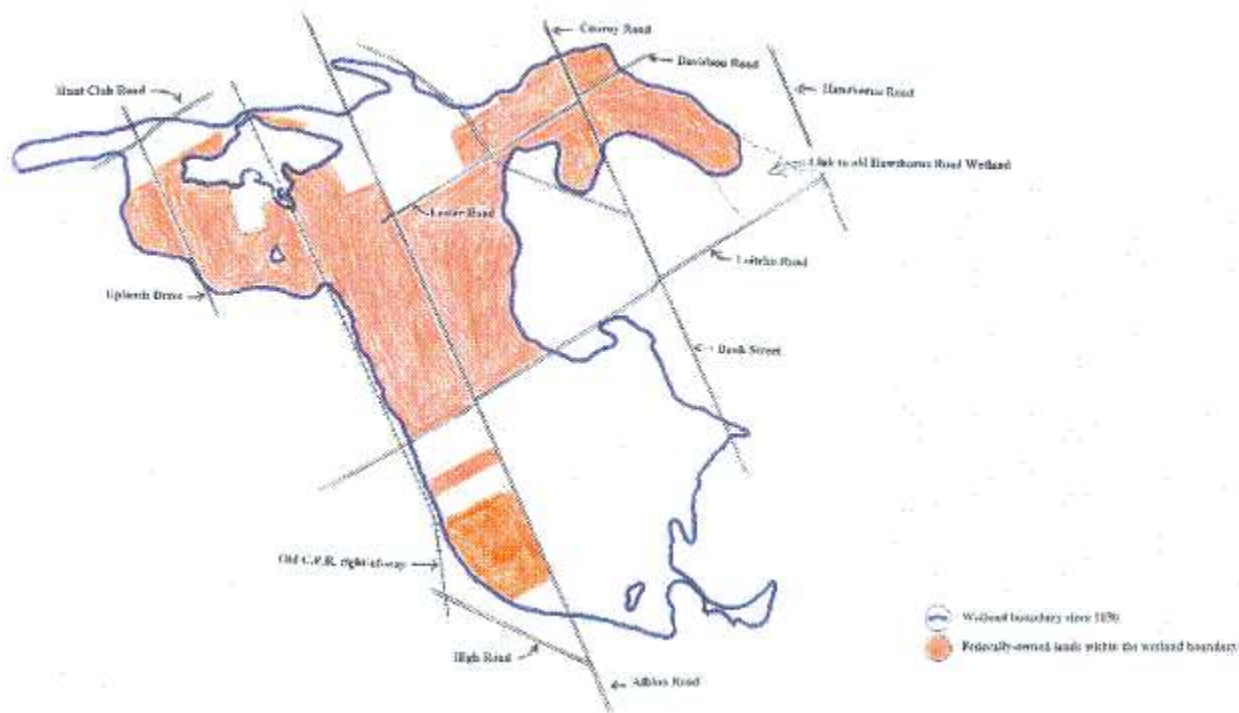 Conroy Road
Davidson Road
Hunt Club Road
Hawthorne Road
Link to old Hawthorne Road Wetland
Lester Road
Leitrim Road
Uplands Drive
Bank Street
Old C.P.R. right-of-way
High Road
Albion Road
Wetland boundary circa
Federally-owned lands within the wetland boundary